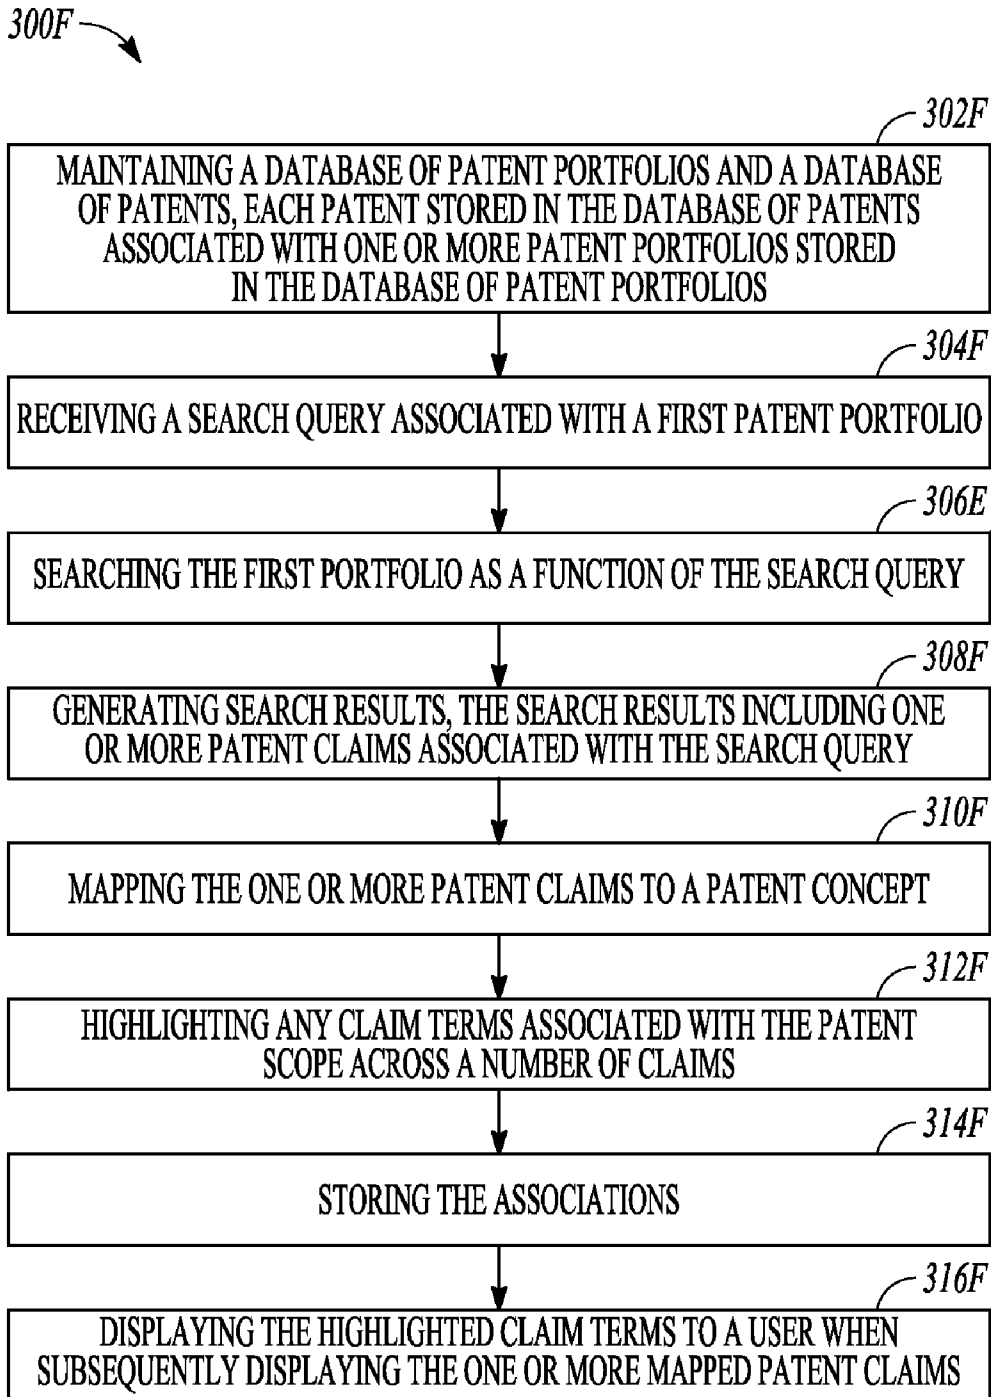 300F
302F
MAINTAINING A DATABASE OF PATENT PORTFOLIOS AND A DATABASE
OF PATENTS, EACH PATENT STORED IN THE DATABASE OF PATENTS
ASSOCIATED WITH ONE OR MORE PATENT PORTFOLIOS STORED
IN THE DATABASE OF PATENT PORTFOLIOS
304F
RECEIVING A SEARCH QUERY ASSOCIATED WITH A FIRST PATENT PORTFOLIO
306E
SEARCHING THE FIRST PORTFOLIO AS A FUNCTION OF THE SEARCH QUERY
308F
GENERATING SEARCH RESULTS, THE SEARCH RESULTS INCLUDING ONE
OR MORE PATENT CLAIMS ASSOCIATED WITH THE SEARCH QUERY
310F
MAPPING THE ONE OR MORE PATENT CLAIMS TO A PATENT CONCEPT
312F
HIGHLIGHTING ANY CLAIM TERMS ASSOCIATED WITH THE PATENT
SCOPE ACROSS A NUMBER OF CLAIMS
314F
STORING THE ASSOCIATIONS
316F
DISPLAYING THE HIGHLIGHTED CLAIM TERMS TO A USER WHEN
SUBSEQUENTLY DISPLAYING THE ONE OR MORE MAPPED PATENT CLAIMS